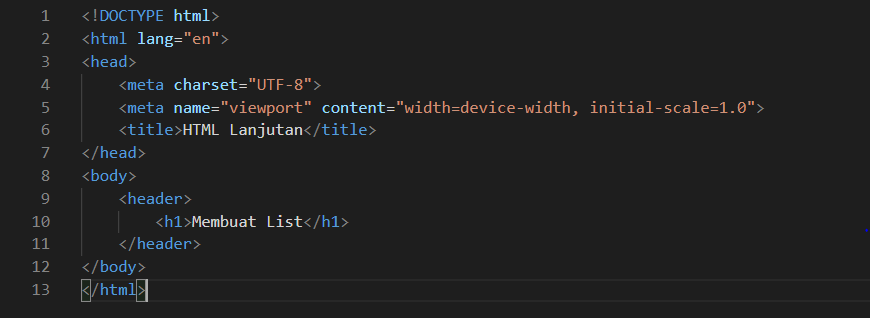 1 <!DOCTYPE html>
2 <html lang="en">
3 <head>
4     <meta charset="UTF-8">
5     <meta name="viewport" content="width=device-width, initial-scale=1.0">
6     <title>HTML Lanjutan</title>
7 </head>
8 <body>
9     <header>
10         <h1>Membuat List</h1>
11     </header>
12 </body>
13 </html>